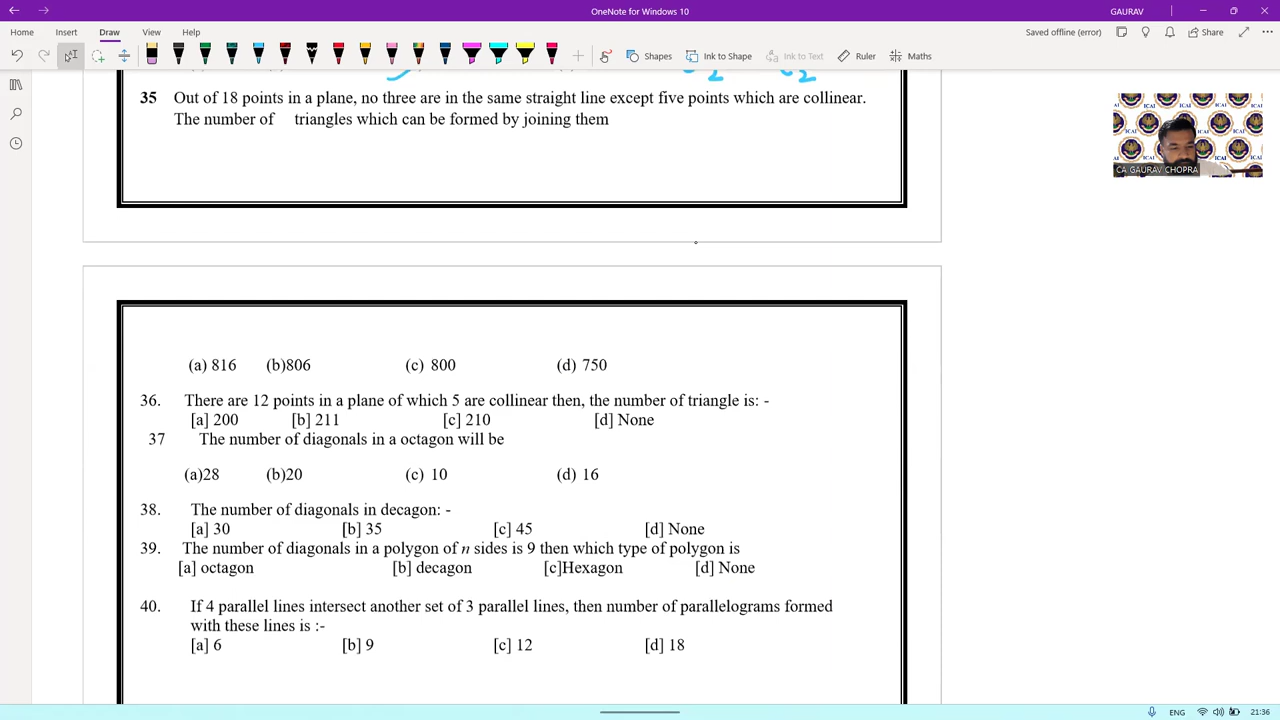 OneNote for Windows 10
GAURAV
Home Insert Draw View Help
Saved offline (error)
Share
Shapes Ink to Shape Ink to Text Ruler Maths
35 Out of 18 points in a plane, no three are in the same straight line except five points which are collinear.
The number of triangles which can be formed by joining them
ICAI
CA GAURAV CHOPRA
(a) 816 (b)806 (c) 800 (d) 750
36. There are 12 points in a plane of which 5 are collinear then, the number of triangle is: -
[a] 200 [b] 211 [c] 210 [d] None
37 The number of diagonals in a octagon will be
(a)28 (b)20 (c) 10 (d) 16
38. The number of diagonals in decagon: -
[a] 30 [b] 35 [c] 45 [d] None
39. The number of diagonals in a polygon of n sides is 9 then which type of polygon is
[a] octagon [b] decagon [c]Hexagon [d] None
40. If 4 parallel lines intersect another set of 3 parallel lines, then number of parallelograms formed
with these lines is :-
[a] 6 [b] 9 [c] 12 [d] 18
ENG 21:36